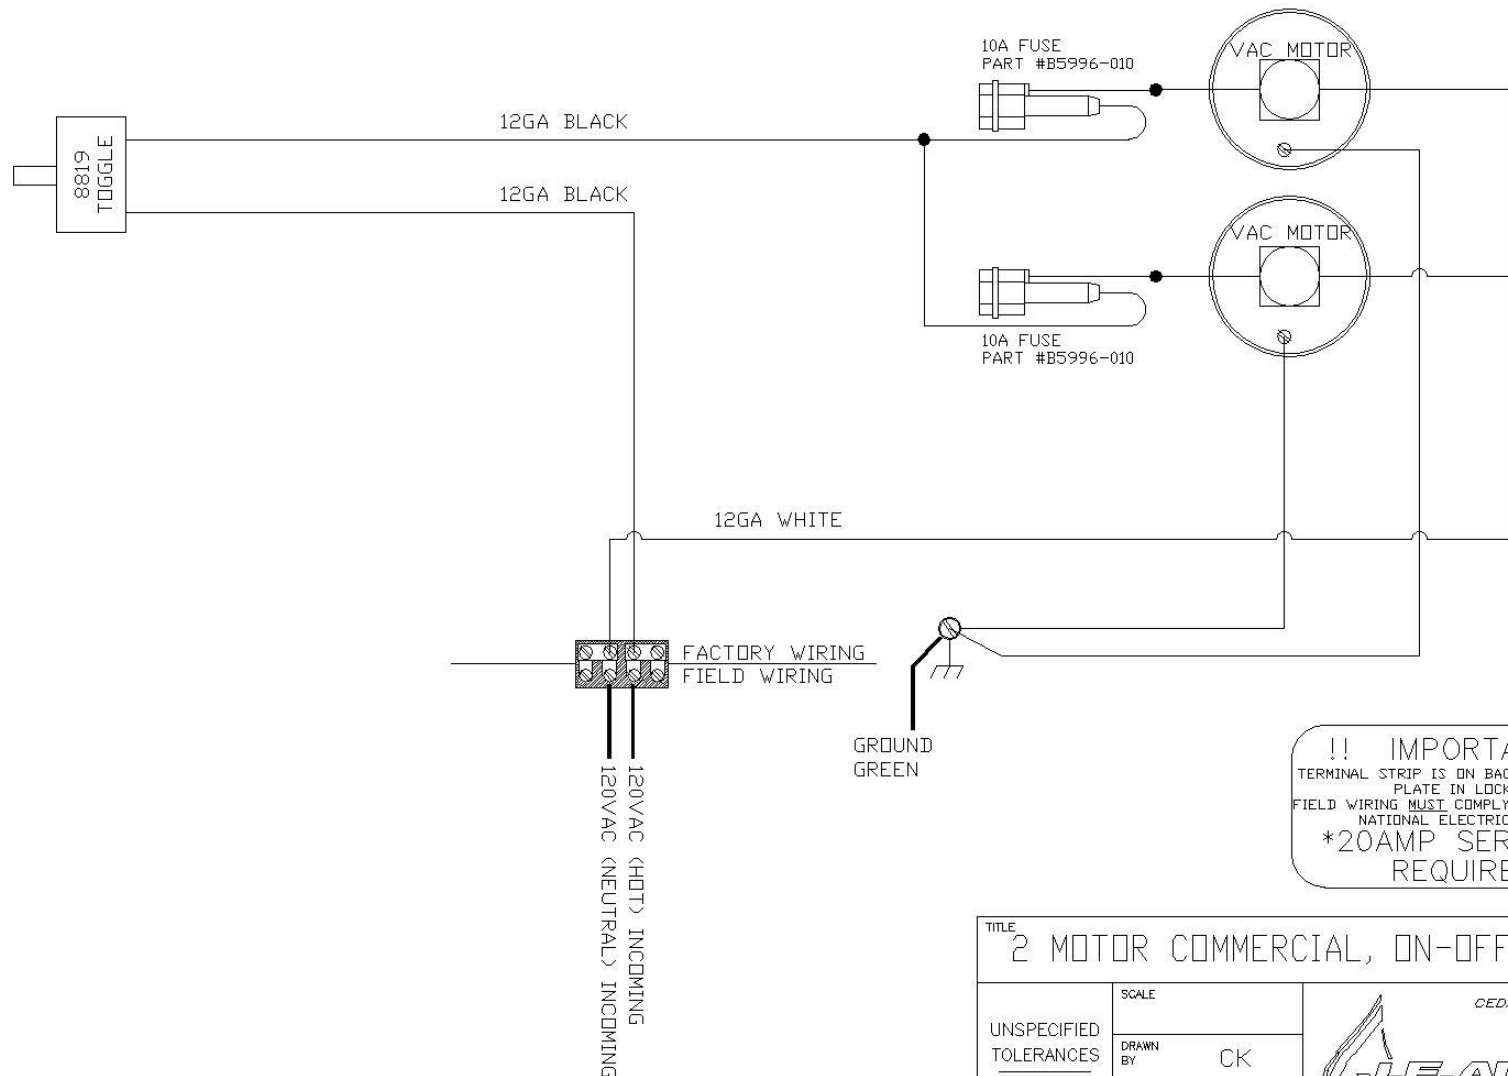 10A FUSE
PART #B5996-010
VAC MOTOR
12GA BLACK
8819
TOGGLE
12GA BLACK
VAC MOTOR
10A FUSE
PART #B5996-010
12GA WHITE
FACTORY WIRING
FIELD WIRING
GROUND
GREEN
120VAC (HOT) INCOMING
120VAC (NEUTRAL) INCOMING
!! IMPORTA
TERMINAL STRIP IS ON BAC
PLATE IN LOCK
FIELD WIRING MUST COMPLY
NATIONAL ELECTRIC
*20AMP SER
REQUIRE
TITLE
2 MOTOR COMMERCIAL, ON-OFF
SCALE
UNSPECIFIED
TOLERANCES
DRAWN
BY
CK
CED